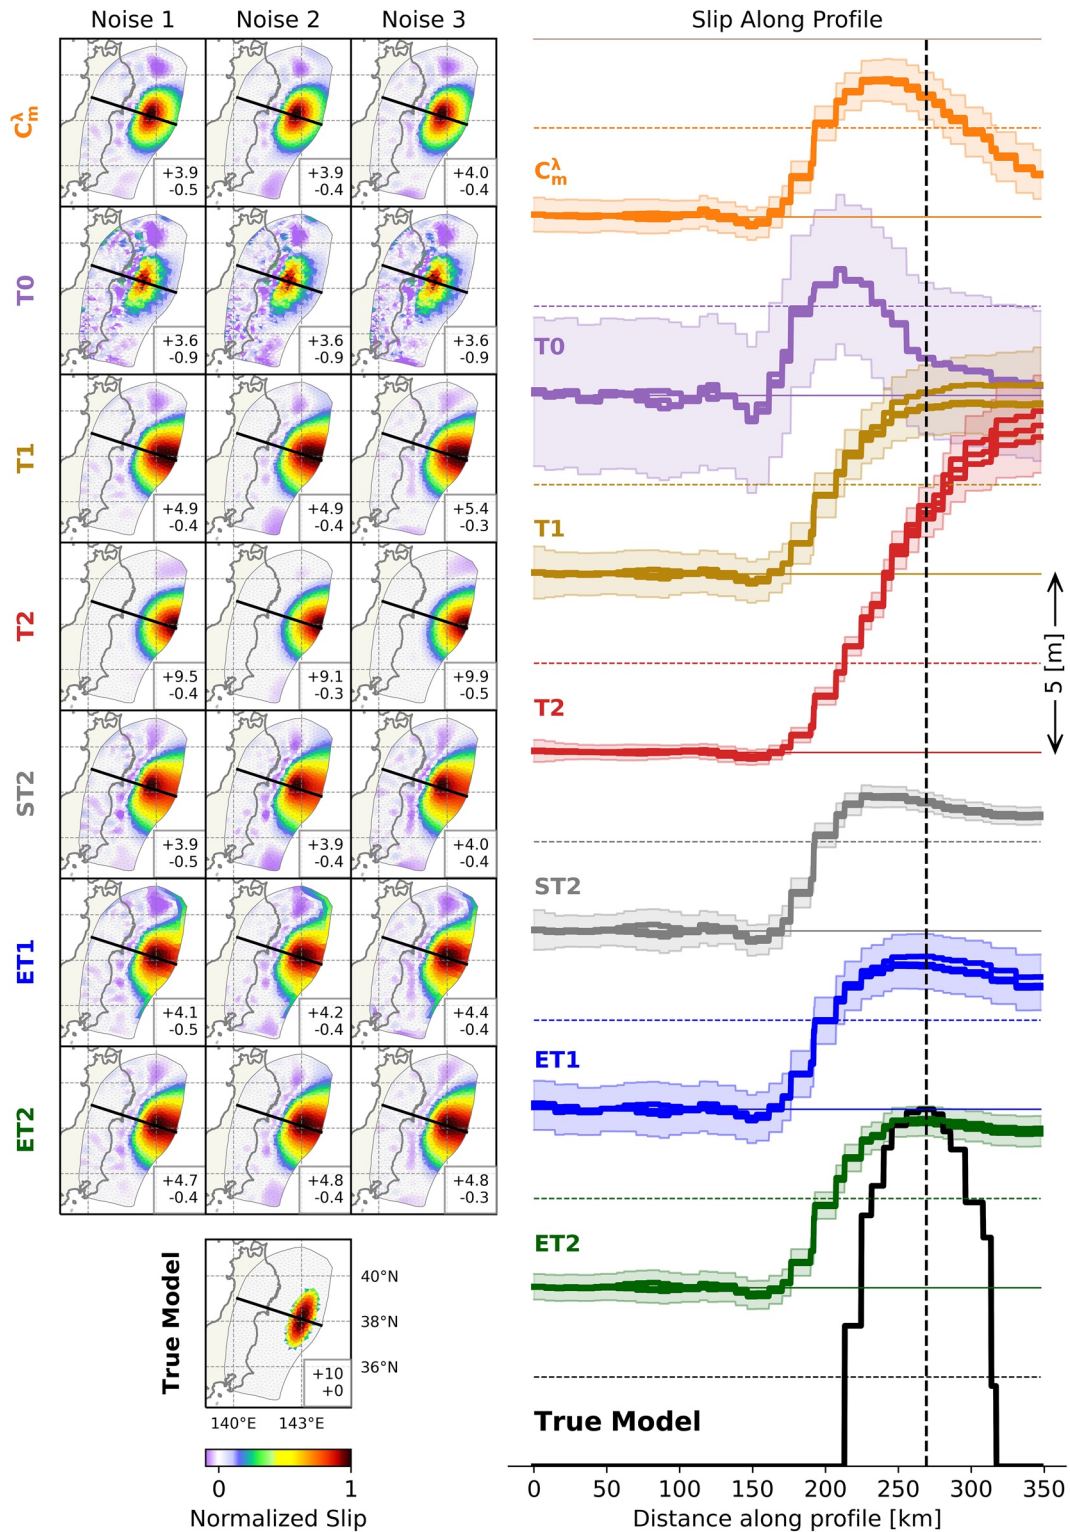 Noise 1 Noise 2 Noise 3 Slip Along Profile
C_m^λ
+3.9
-0.5
+3.9
-0.4
+4.0
-0.4
T0
+3.6
-0.9
+3.6
-0.9
+3.6
-0.9
T1
+4.9
-0.4
+4.9
-0.4
+5.4
-0.3
T2
+9.5
-0.4
+9.1
-0.3
+9.9
-0.5
ST2
+3.9
-0.5
+3.9
-0.4
+4.0
-0.4
ET1
+4.1
-0.5
+4.2
-0.4
+4.4
-0.4
ET2
+4.7
-0.4
+4.8
-0.4
+4.8
-0.3
True Model
+10
+0
40°N
38°N
36°N
140°E 143°E
0 1
Normalized Slip
C_m^λ
T0
T1
T2
ST2
ET1
ET2
True Model
5 [m]
0 50 100 150 200 250 300 350
Distance along profile [km]